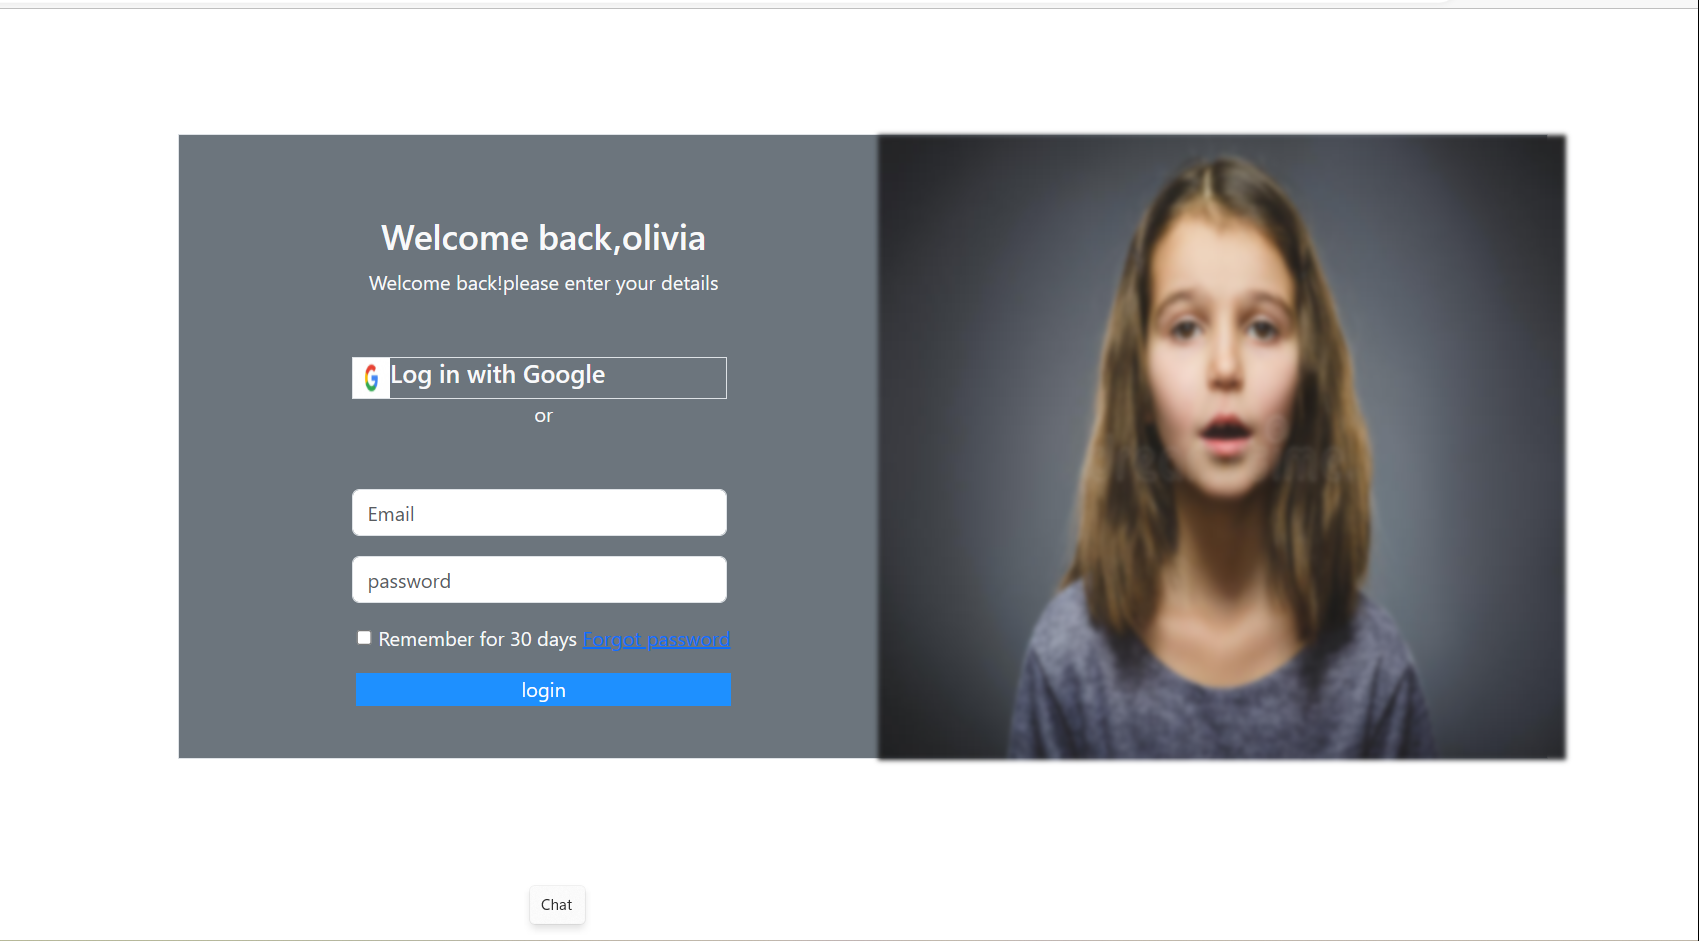 Welcome back,olivia
Welcome back!please enter your details
Log in with Google
or
Email
password
Remember for 30 days Forgot password
login
Chat